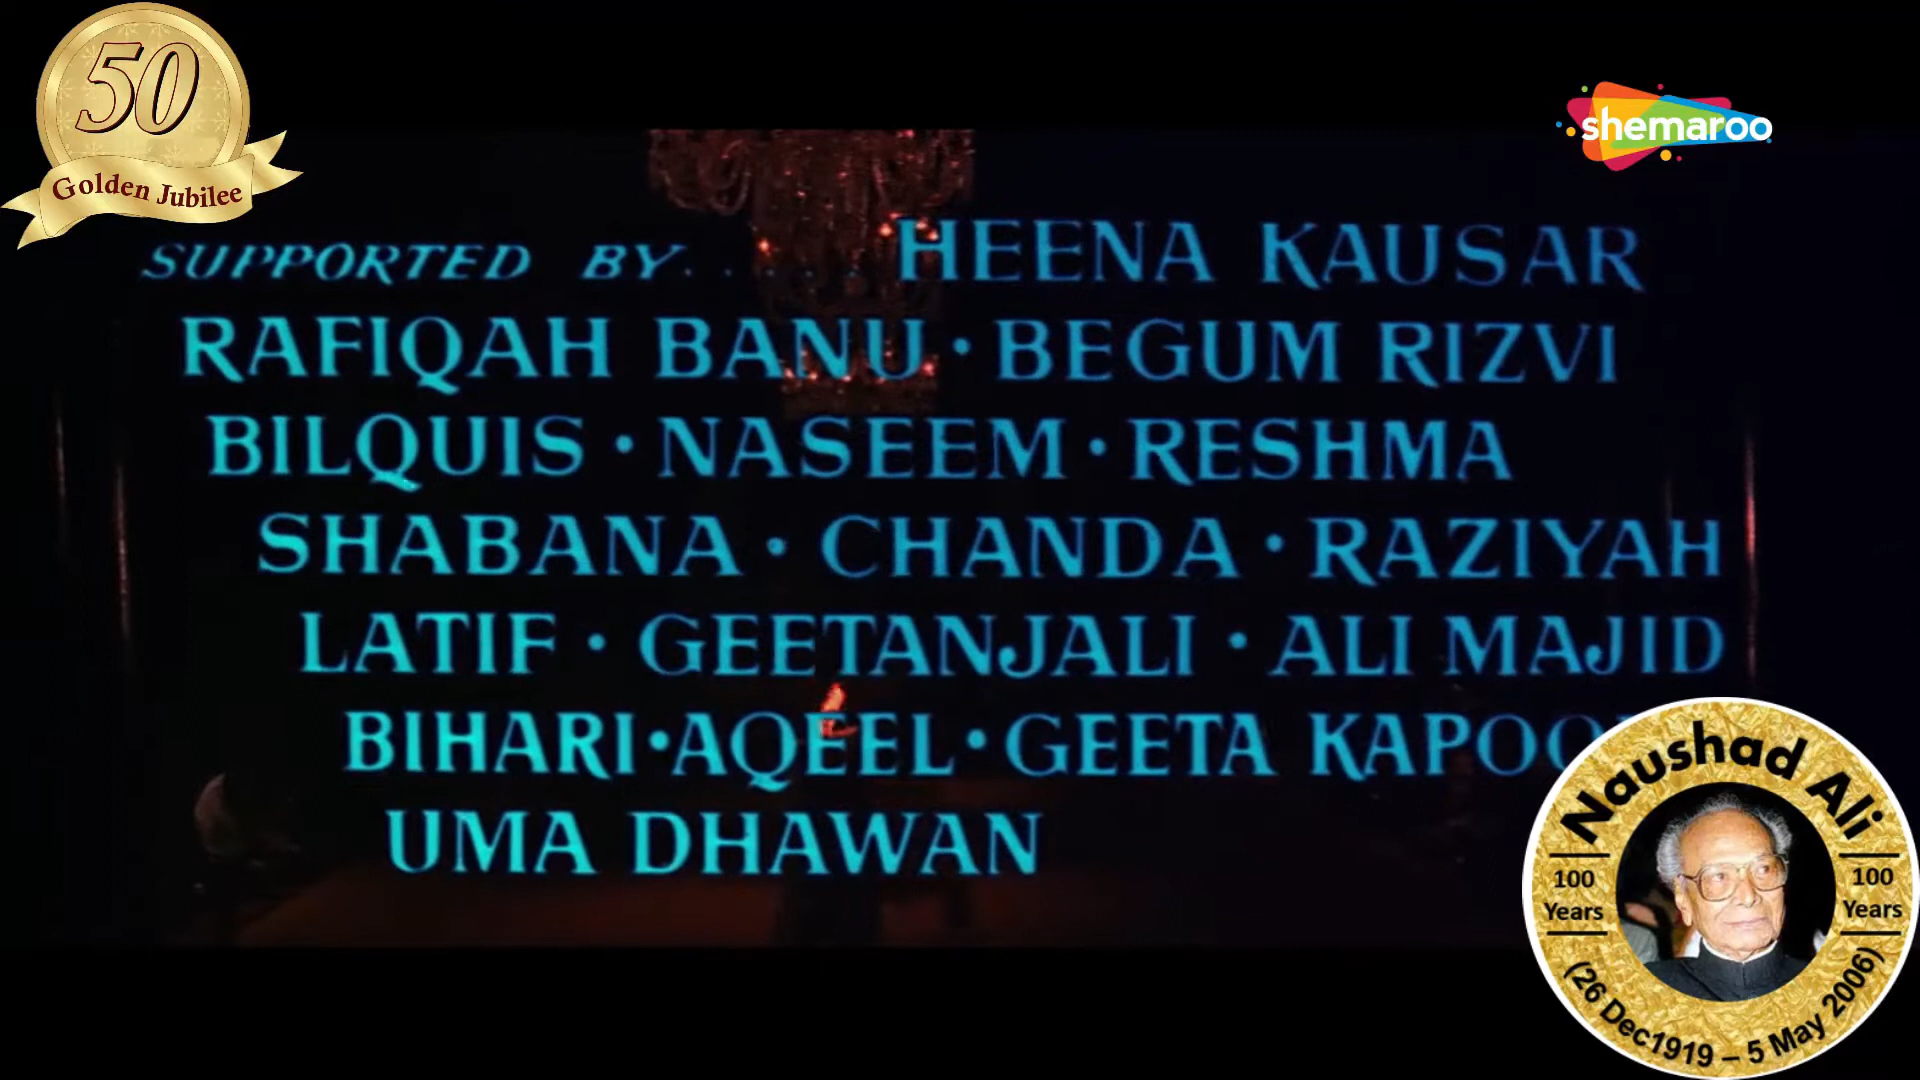 50
Golden Jubilee
shemaroo
SUPPORTED BY...... HEENA KAUSAR
RAFIQAH BANU • BEGUM RIZVI
BILQUIS • NASEEM • RESHMA
SHABANA • CHANDA • RAZIYAH
LATIF • GEETANJALI • ALI MAJID
BIHARI • AQEEL • GEETA KAPOO
UMA DHAWAN
Naushad Ali
100 Years
100 Years
(26 Dec1919 – 5 May 2006)